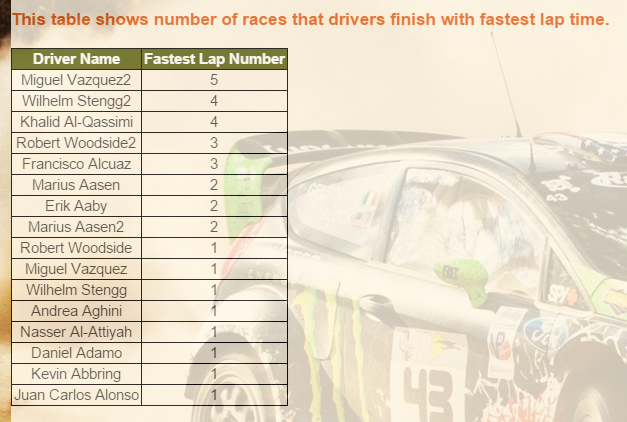 This table shows number of races that drivers finish with fastest lap time.
Driver Name Fastest Lap Number
Miguel Vazquez2 5
Wilhelm Stengg2 4
Khalid Al-Qassimi 4
Robert Woodside2 3
Francisco Alcuaz 3
Marius Aasen 2
Erik Aaby 2
Marius Aasen2 2
Robert Woodside 1
Miguel Vazquez 1
Wilhelm Stengg 1
Andrea Aghini 1
Nasser Al-Attiyah 1
Daniel Adamo 1
Kevin Abbring 1
Juan Carlos Alonso 1
43
43
Ford